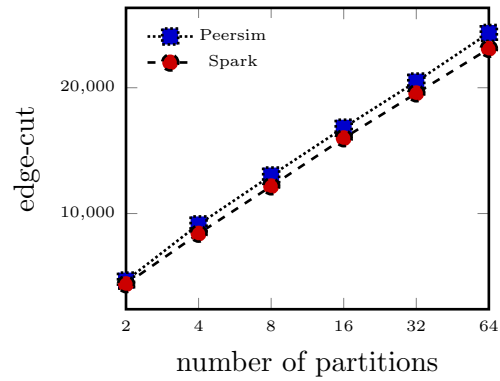 Peersim
Spark
20,000
10,000
edge-cut
2 4 8 16 32 64
number of partitions